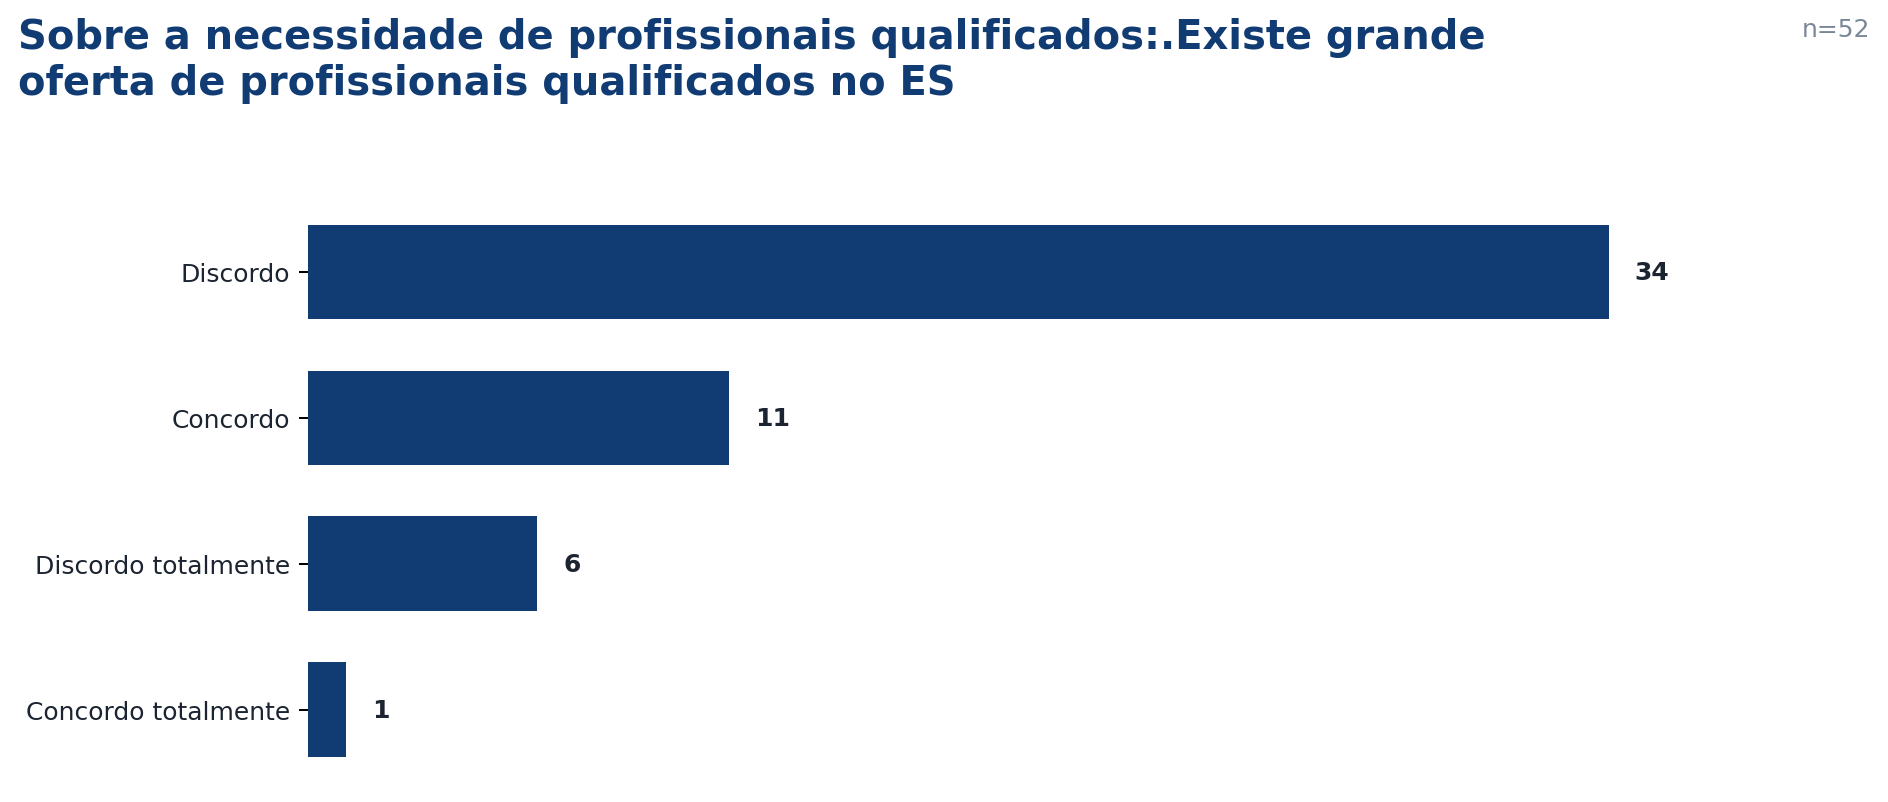 Sobre a necessidade de profissionais qualificados:.Existe grande
oferta de profissionais qualificados no ES
n=52
Discordo
34
Concordo
11
Discordo totalmente
6
Concordo totalmente
1